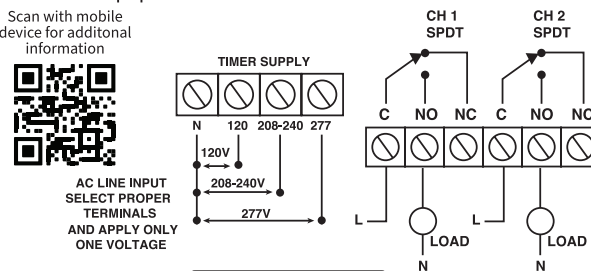 Scan with mobile
device for additonal
information
TIMER SUPPLY
N 120 208-240 277
120V
208-240V
277V
AC LINE INPUT
SELECT PROPER
TERMINALS
AND APPLY ONLY
ONE VOLTAGE
CH 1
SPDT
CH 2
SPDT
C NO NC C NO NC
L
L
LOAD
LOAD
N
N